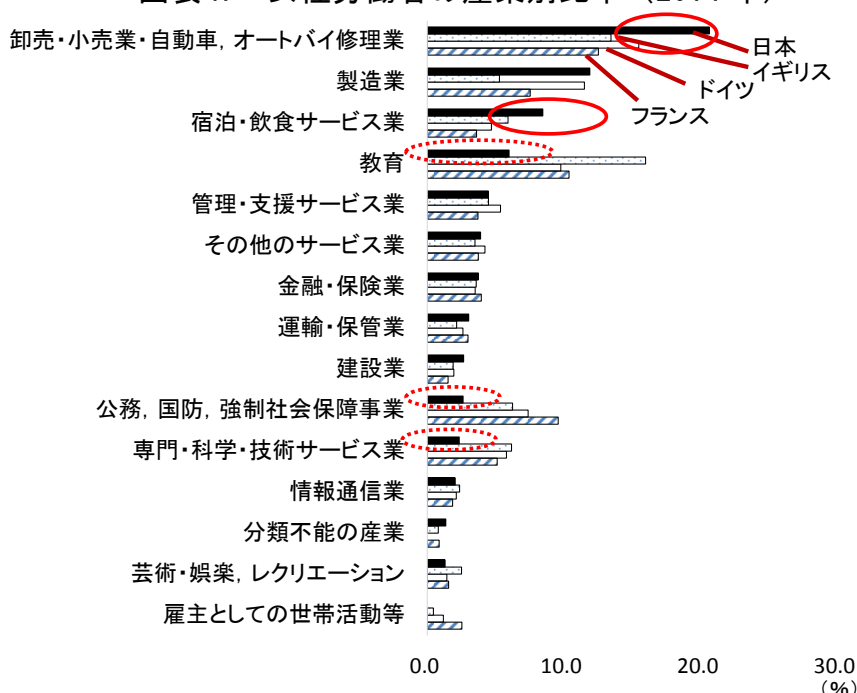 卸売・小売業・自動車, オートバイ修理業
日本
イギリス
製造業
ドイツ
宿泊・飲食サービス業
フランス
教育
管理・支援サービス業
その他のサービス業
金融・保険業
運輸・保管業
建設業
公務, 国防, 強制社会保障事業
専門・科学・技術サービス業
情報通信業
分類不能の産業
芸術・娯楽, レクリエーション
雇主としての世帯活動等
0.0 10.0 20.0 30.0
(%)